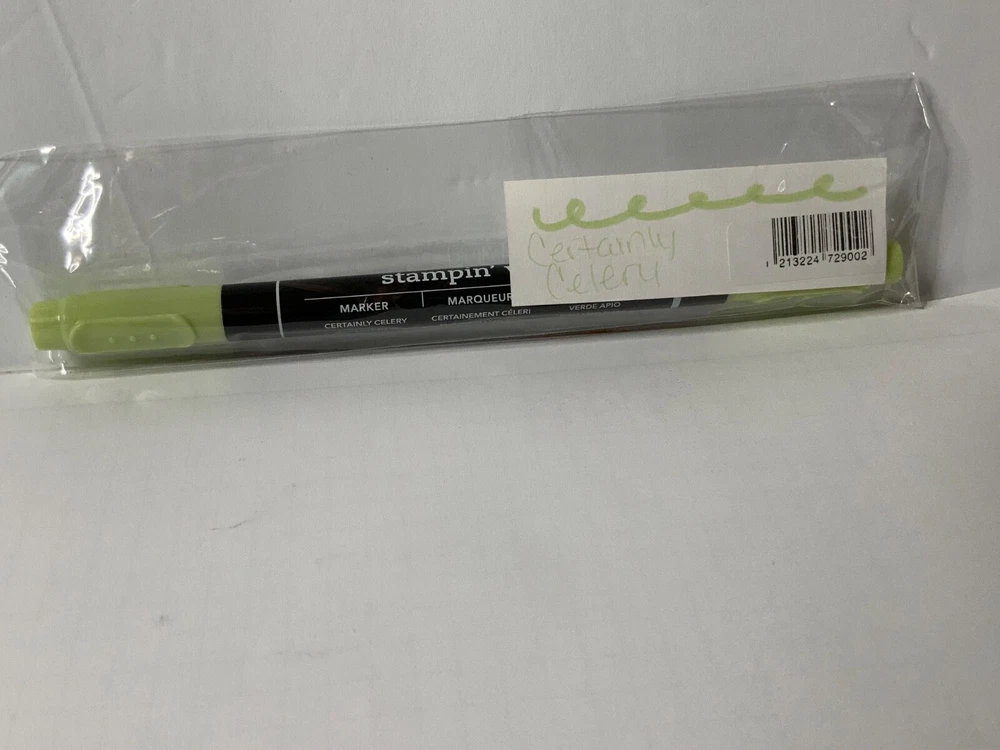 Certainly
Celery
1 213224 729002
stampin'
MARKER
MARQUEUR
CERTAINLY CELERY
CERTAINEMENT CÉLERI
VERDE APIO